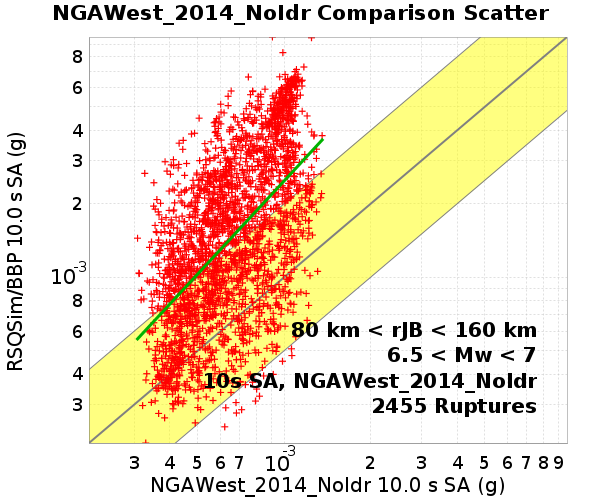 NGAWest_2014_NoIdr Comparison Scatter
RSQSim/BBP 10.0 s SA (g)
8
6
4
3
2
10-3
8
6
4
3
80 km < rJB < 160 km
6.5 < Mw < 7
10s SA, NGAWest_2014_NoIdr
2455 Ruptures
3 4 5 6 7 10-3 2 3 4 5 6 7 8 9
NGAWest_2014_NoIdr 10.0 s SA (g)